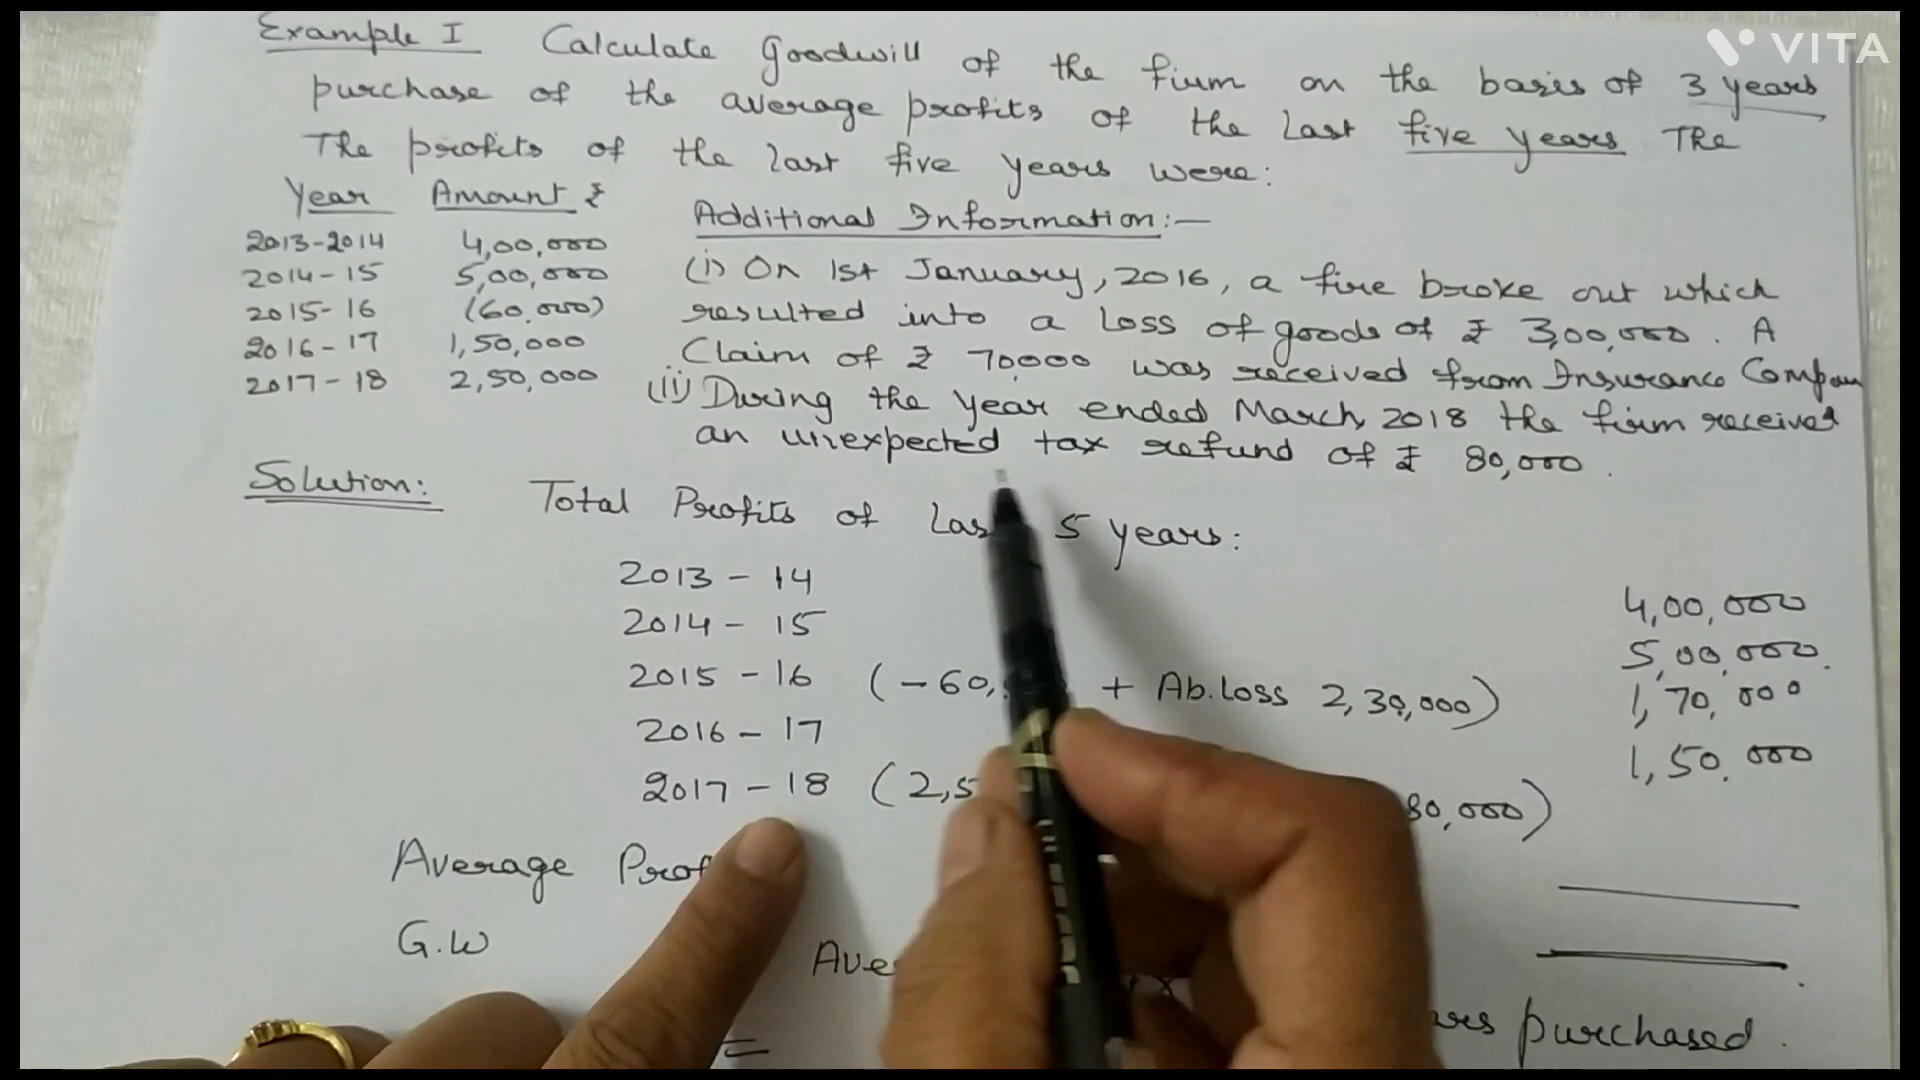 VITA
Example I Calculate Goodwill of the firm on the basis of 3 years
purchase of the average profits of the last five years The
The profits of the last five years were:
Year Amount ₹
2013-2014 4,00,000
2014-15 5,00,000
2015-16 (60,000)
2016-17 1,50,000
2017-18 2,50,000
Additional Information:-
(i) On 1st January, 2016, a fire broke out which
resulted into a loss of goods of ₹ 3,00,000. A
Claim of ₹ 70000 was received from Insurance
(ii) During the year ended March, 2018 the firm received
an unexpected tax refund of ₹ 80,000.
Solution: Total Profits of Las 5 years:
2013-14 4,00,000
2014-15 5,00,000.
2015-16 (-60, + Ab.Loss 2,30,000) 1,70,000
2016-17 1,50,000
2017-18 (2,5 80,000)
Average Prof
G.W Ave
= purchased.